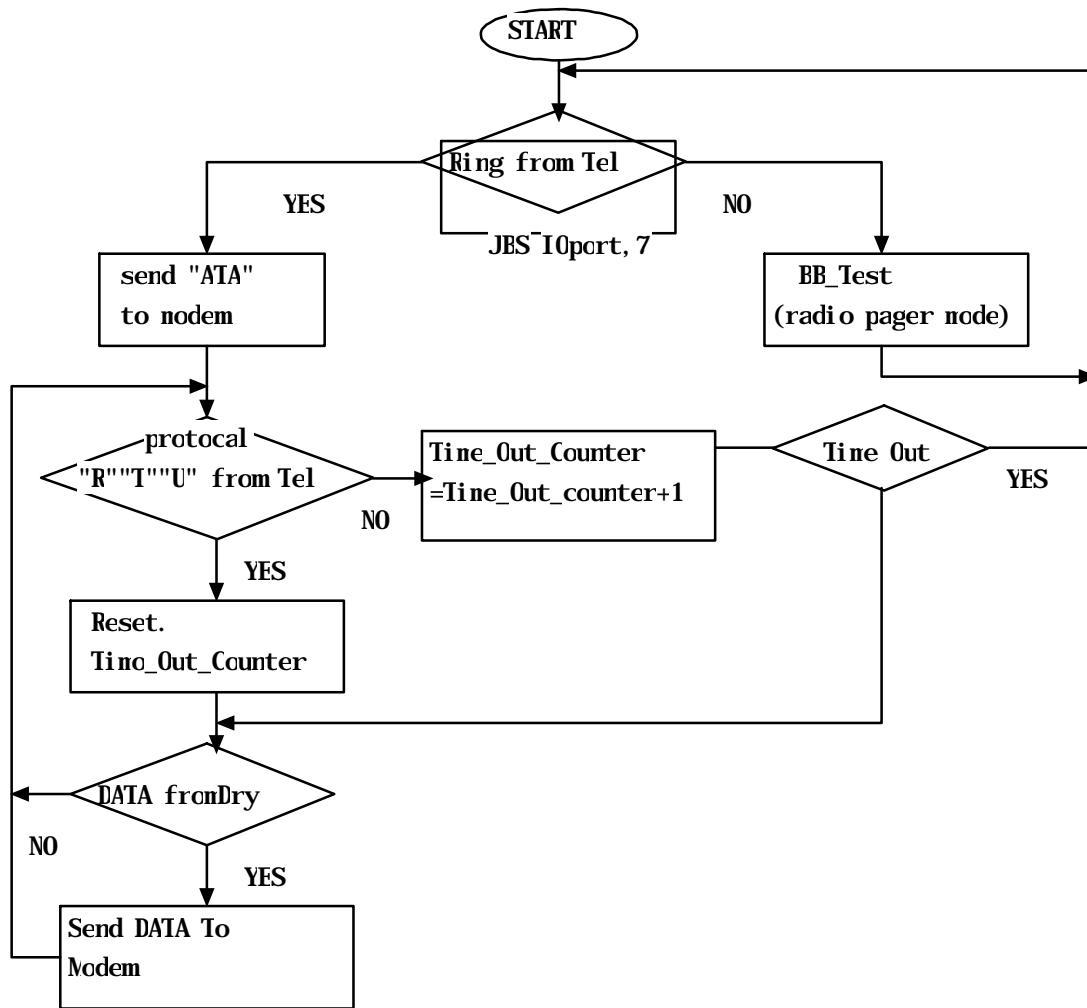 START
Ring from Tel
YES
NO
JBS IOport, 7
send "ATA"
to modem
BB_Test
(radio pager mode)
protocal
"R""T""U" from Tel
Time_Out_Counter
=Time_Out_counter+1
Time Out
YES
NO
YES
Reset.
Timo_Out_Counter
DATA fromDry
NO
YES
Send DATA To
Modem